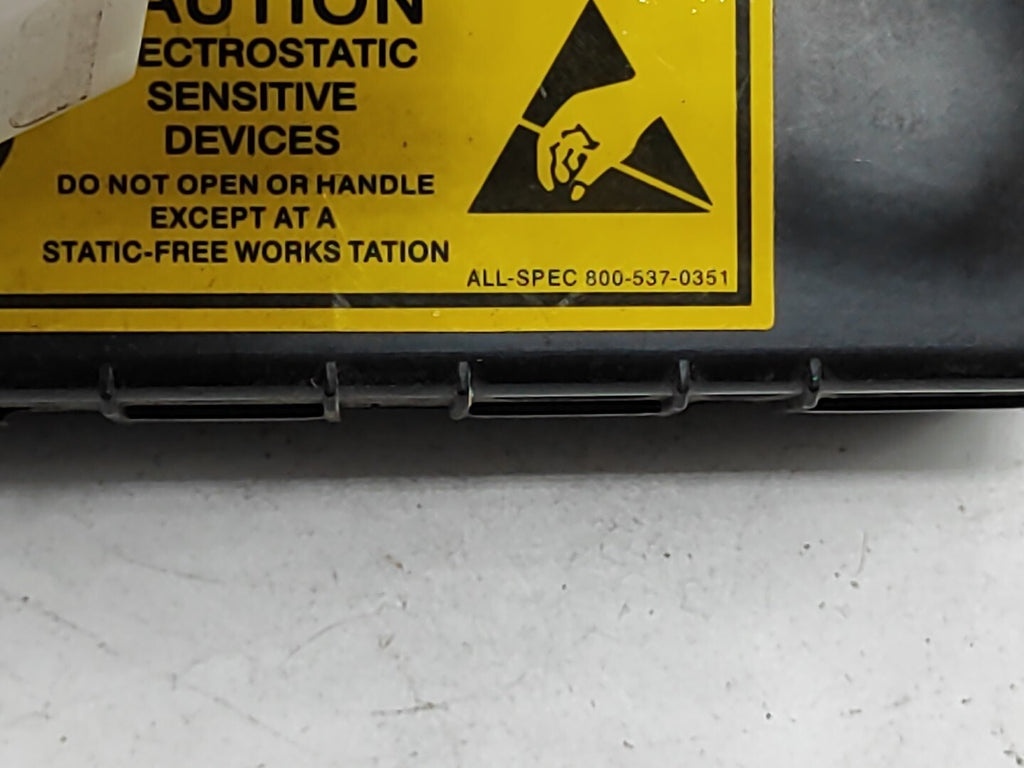 AUTION
ECTROSTATIC
SENSITIVE
DEVICES
DO NOT OPEN OR HANDLE
EXCEPT AT A
STATIC-FREE WORKS TATION
ALL-SPEC 800-537-0351